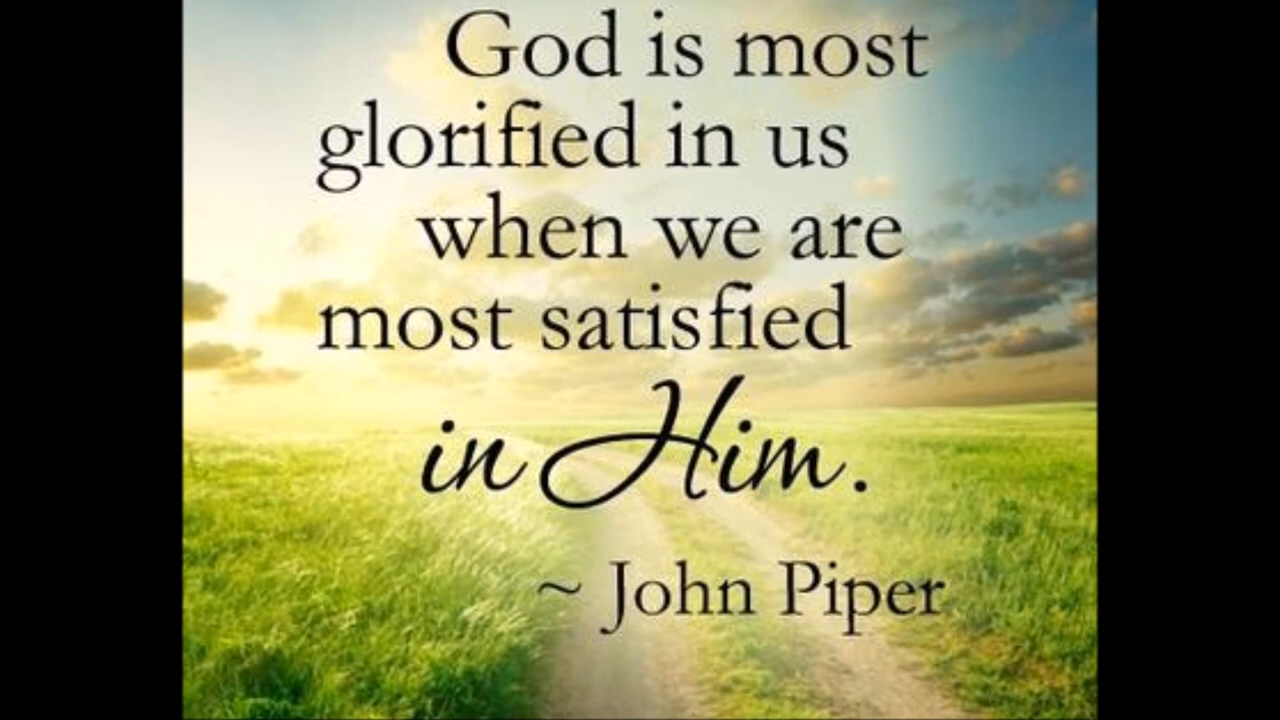 God is most
glorified in us
when we are
most satisfied
in Him.
~ John Piper